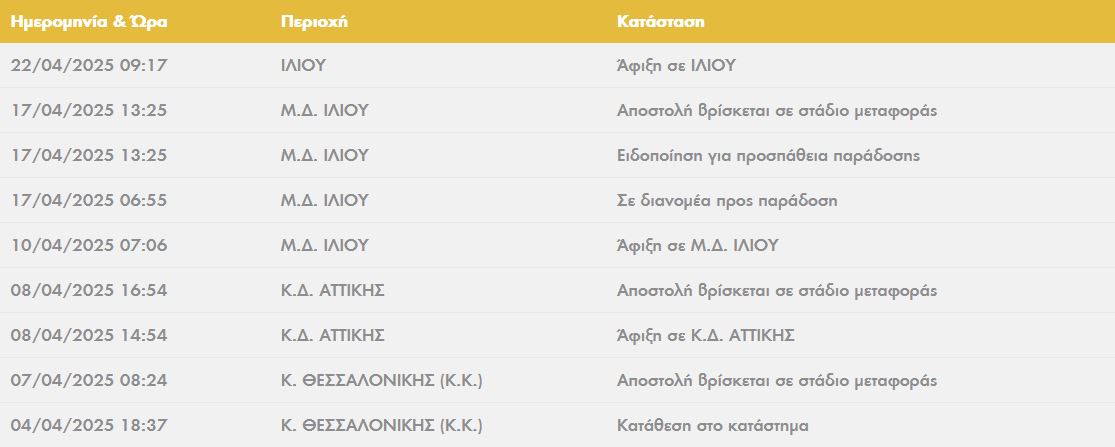 Ημερομηνία & Ώρα Περιοχή Κατάσταση
22/04/2025 09:17 ΙΛΙΟΥ Άφιξη σε ΙΛΙΟΥ
17/04/2025 13:25 Μ.Δ. ΙΛΙΟΥ Αποστολή βρίσκεται σε στάδιο μεταφοράς
17/04/2025 13:25 Μ.Δ. ΙΛΙΟΥ Ειδοποίηση για προσπάθεια παράδοσης
17/04/2025 06:55 Μ.Δ. ΙΛΙΟΥ Σε διανομέα προς παράδοση
10/04/2025 07:06 Μ.Δ. ΙΛΙΟΥ Άφιξη σε Μ.Δ. ΙΛΙΟΥ
08/04/2025 16:54 Κ.Δ. ΑΤΤΙΚΗΣ Αποστολή βρίσκεται σε στάδιο μεταφοράς
08/04/2025 14:54 Κ.Δ. ΑΤΤΙΚΗΣ Άφιξη σε Κ.Δ. ΑΤΤΙΚΗΣ
07/04/2025 08:24 Κ. ΘΕΣΣΑΛΟΝΙΚΗΣ (Κ.Κ.) Αποστολή βρίσκεται σε στάδιο μεταφοράς
04/04/2025 18:37 Κ. ΘΕΣΣΑΛΟΝΙΚΗΣ (Κ.Κ.) Κατάθεση στο κατάστημα